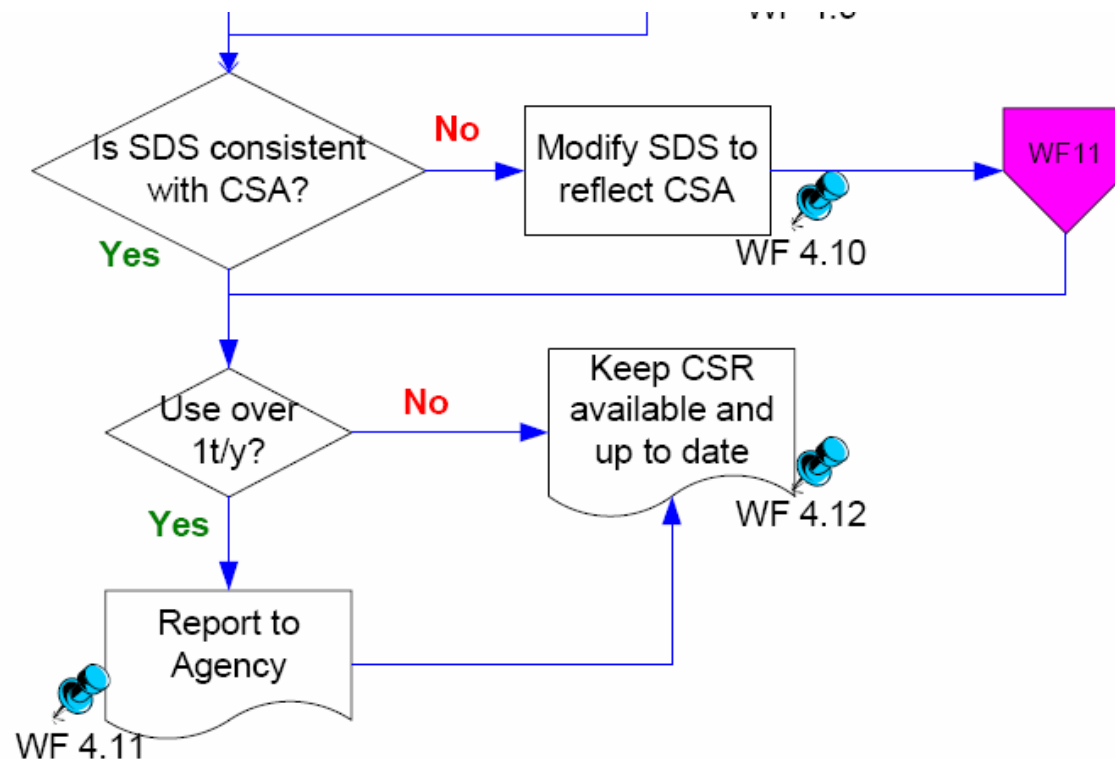 Is SDS consistent
with CSA?
No
Modify SDS to
reflect CSA
WF11
WF 4.10
Yes
Use over
1t/y?
No
Keep CSR
available and
up to date
WF 4.12
Yes
Report to
Agency
WF 4.11